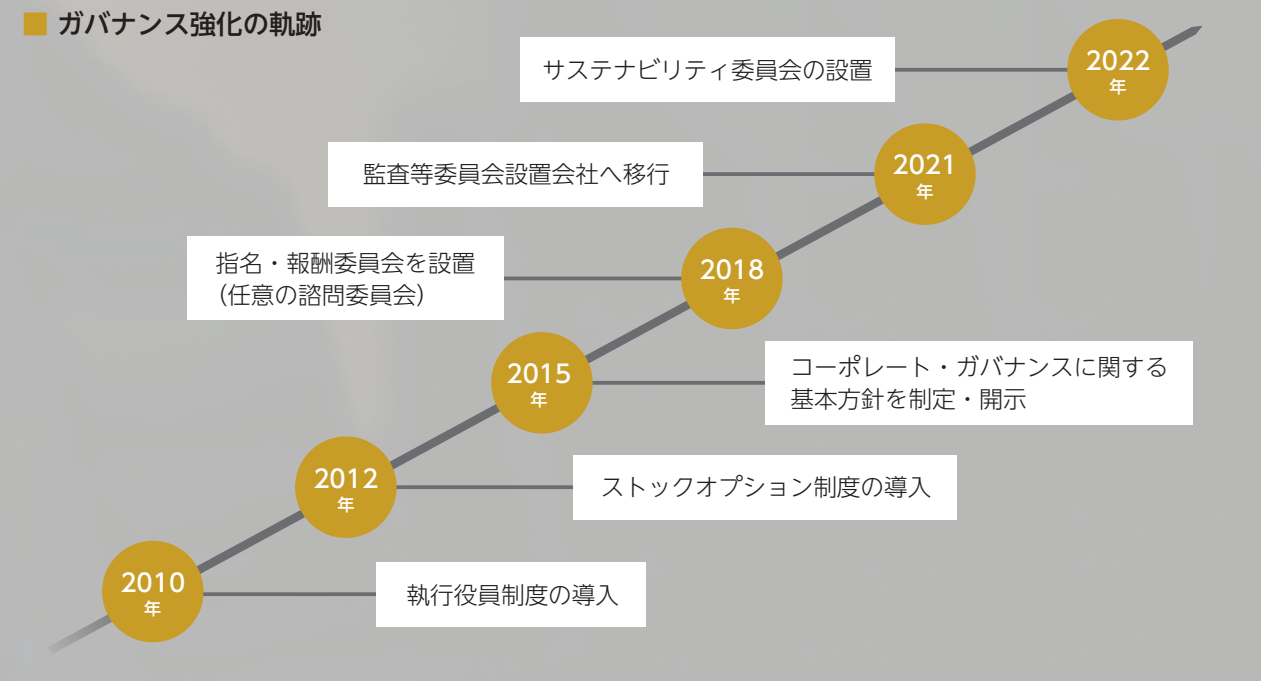 ガバナンス強化の軌跡
サステナビリティ委員会の設置
2022
年
監査等委員会設置会社へ移行
2021
年
指名・報酬委員会を設置
（任意の諮問委員会）
2018
年
2015
年
コーポレート・ガバナンスに関する
基本方針を制定・開示
2012
年
ストックオプション制度の導入
2010
年
執行役員制度の導入